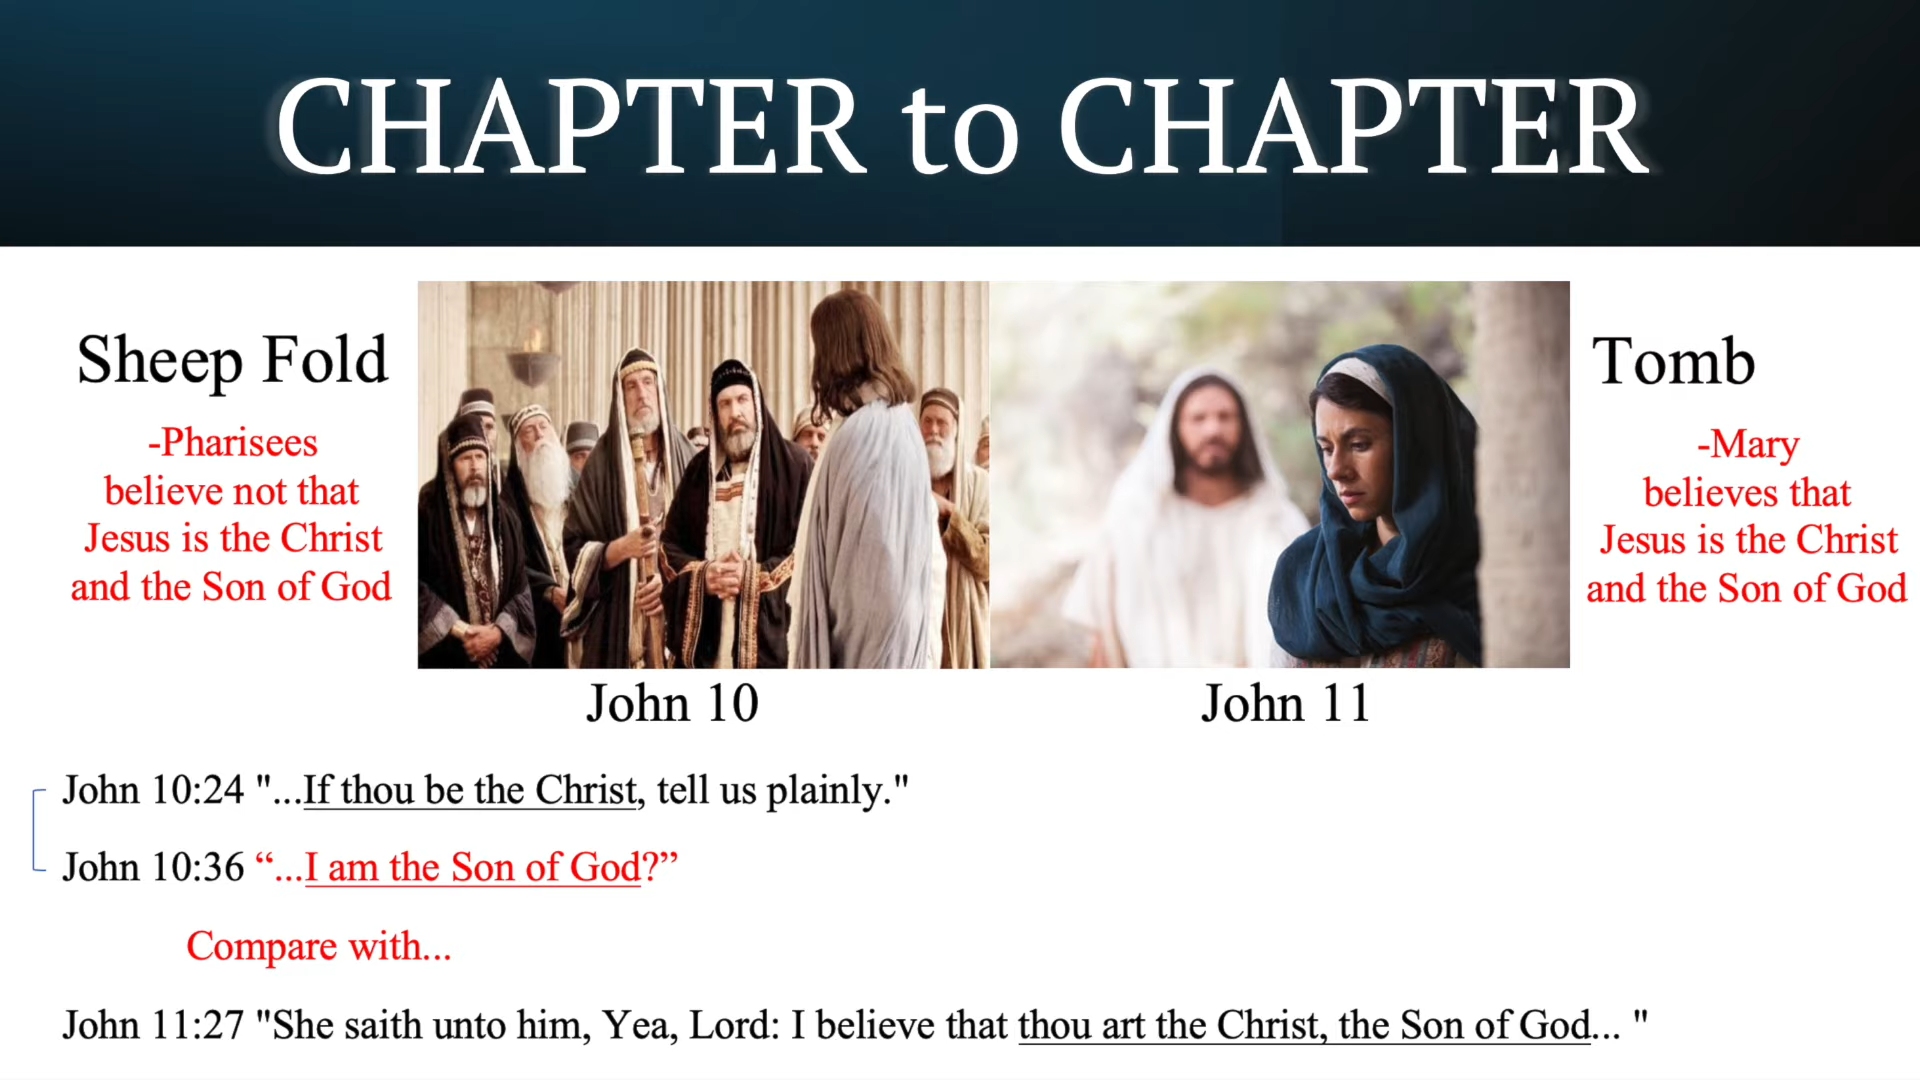 CHAPTER to CHAPTER
Sheep Fold
-Pharisees
believe not that
Jesus is the Christ
and the Son of God
Tomb
-Mary
believes that
Jesus is the Christ
and the Son of God
John 10
John 11
John 10:24 "...If thou be the Christ, tell us plainly."
John 10:36 “...I am the Son of God?”
Compare with...
John 11:27 "She saith unto him, Yea, Lord: I believe that thou art the Christ, the Son of God... "